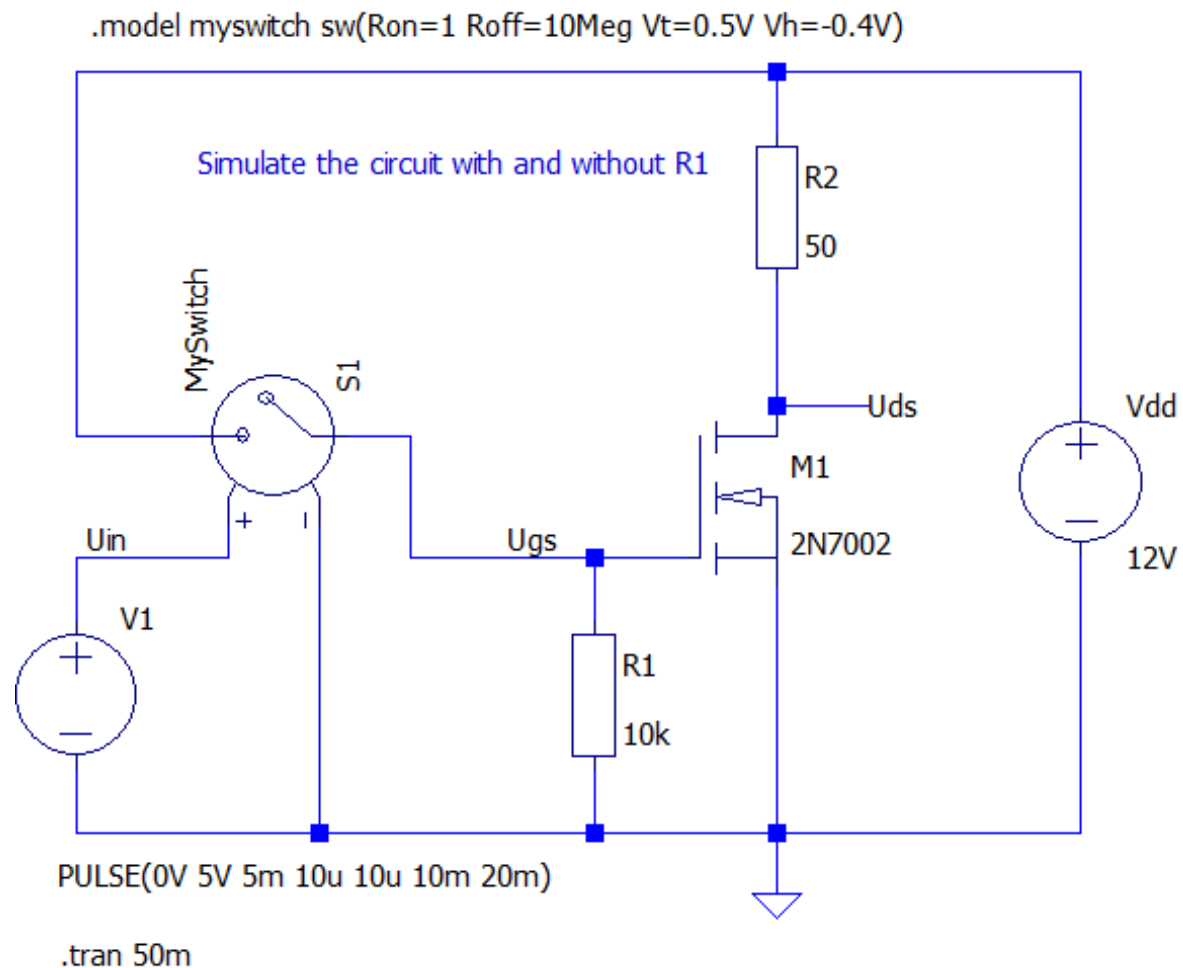 .model myswitch sw(Ron=1 Roff=10Meg Vt=0.5V Vh=-0.4V)
Simulate the circuit with and without R1
R2
50
MySwitch
S1
Uds
Vdd
+
M1
+
−
Uin
Ugs
2N7002
−
12V
V1
+
R1
10k
−
PULSE(0V 5V 5m 10u 10u 10m 20m)
.tran 50m